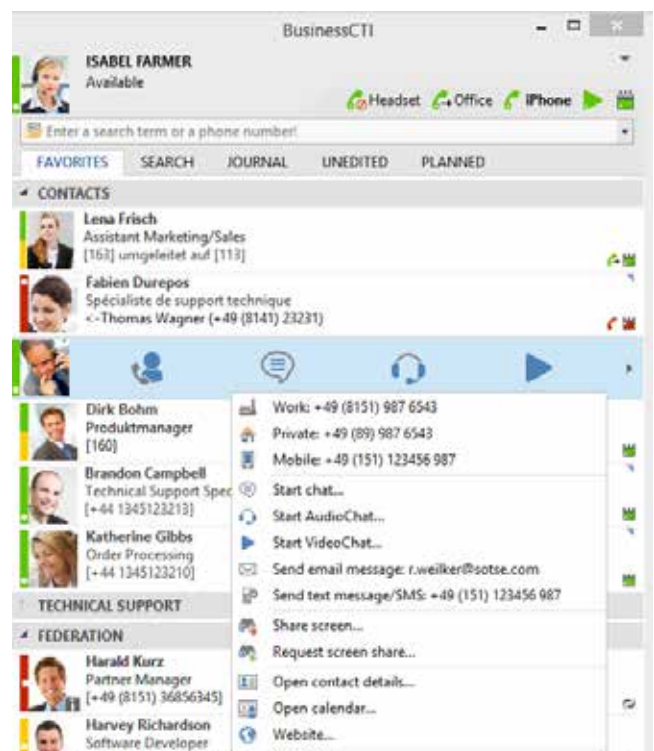 BusinessCTI
ISABEL FARMER
Available
Headset Office iPhone
Enter a search term or a phone number!
FAVORITES SEARCH JOURNAL UNEDITED PLANNED
CONTACTS
Lena Frisch
Assistant Marketing/Sales
[163] umgeleitet auf [113]
Fabien Durepos
Spécialiste de support technique
<-Thomas Wagner (+49 (8141) 23231)
Dirk Bohm
Produktmanager
[160]
Brandon Campbell
Technical Support Spec
[+44 1345123213]
Katherine Gibbs
Order Processing
[+44 1345123210]
TECHNICAL SUPPORT
FEDERATION
Harald Kurz
Partner Manager
[+49 (8151) 36856345]
Harvey Richardson
Software Developer
Work: +49 (8151) 987 6543
Private: +49 (89) 987 6543
Mobile: +49 (151) 123456 987
Start chat...
Start AudioChat...
Start VideoChat...
Send email message: r.weilker@sotse.com
Send text message/SMS: +49 (151) 123456 987
Share screen...
Request screen share...
Open contact details...
Open calendar...
Website...